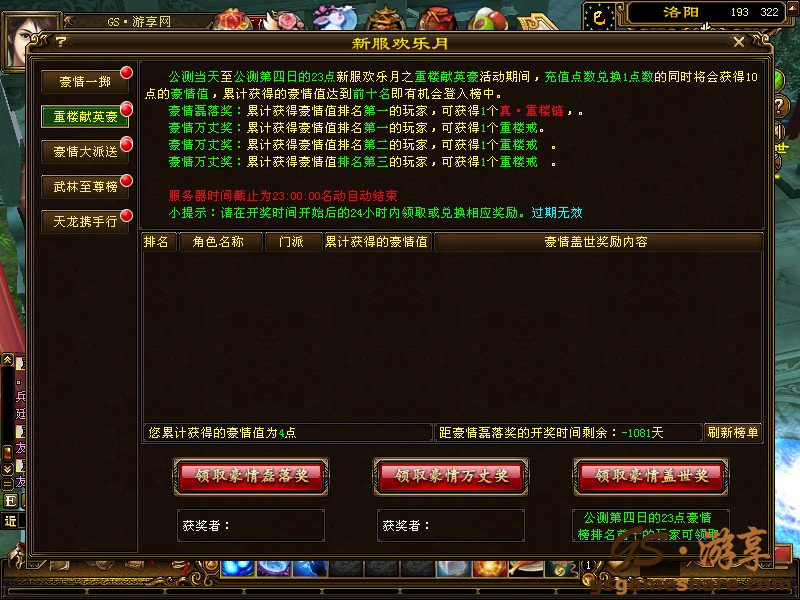 GS·游享网
洛阳 193 322
新服欢乐月
豪情一掷
重楼献英豪
豪情大派送
武林至尊榜
天龙携手行
公测当天至公测第四日的23点新服欢乐月之重楼献英豪活动期间，充值点数兑换1点数的同时将会获得10
点的豪情值，累计获得的豪情值达到前十名即有机会登入榜中。
豪情磊落奖：累计获得豪情值排名第一的玩家，可获得1个真·重楼链，。
豪情万丈奖：累计获得豪情值排名第一的玩家，可获得1个重楼戒。
豪情万丈奖：累计获得豪情值排名第二的玩家，可获得1个重楼戒 。
豪情万丈奖：累计获得豪情值排名第三的玩家，可获得1个重楼戒 。
服务器时间截止为23:00:00名动自动结束
小提示：请在开奖时间开始后的24小时内领取或兑换相应奖励。过期无效
排名 角色名称 门派 累计获得的豪情值 豪情盖世奖励内容
您累计获得的豪情值为4点 距豪情磊落奖的开奖时间剩余：-1081天 刷新榜单
领取豪情磊落奖 领取豪情万丈奖 领取豪情盖世奖
获奖者： 获奖者： 公测第四日的23点豪情
榜排名前十的玩家可领取
GS·游享